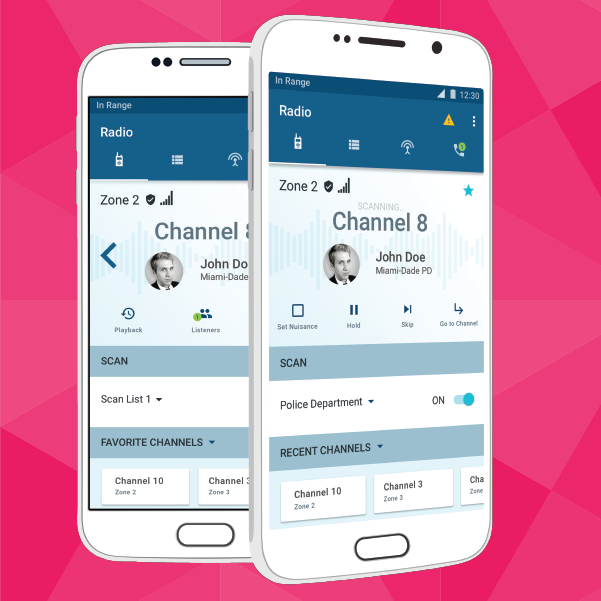 In Range
Radio
Zone 2
Channel 8
John Do
Miami-Dade
Playback
1
Listeners
SCAN
Scan List 1
FAVORITE CHANNELS
Channel 10
Zone 2
Channel 3
Zone 3
In Range
12:30
Radio
1
Zone 2
SCANNING...
Channel 8
John Doe
Miami-Dade PD
Set Nuisance
Hold
Skip
Go to Channel
SCAN
Police Department
ON
RECENT CHANNELS
Channel 10
Zone 2
Channel 3
Zone 3
Cha
Zone